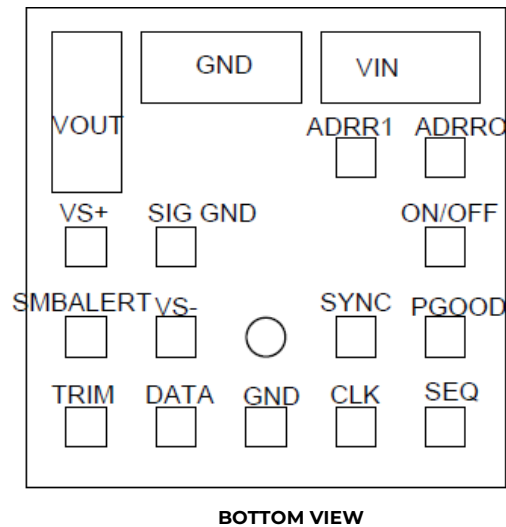 GND
VIN
VOUT
ADRR1 ADRRO
VS+ SIG GND ON/OFF
SMBALERT VS- SYNC PGOOD
TRIM DATA GND CLK SEQ
BOTTOM VIEW